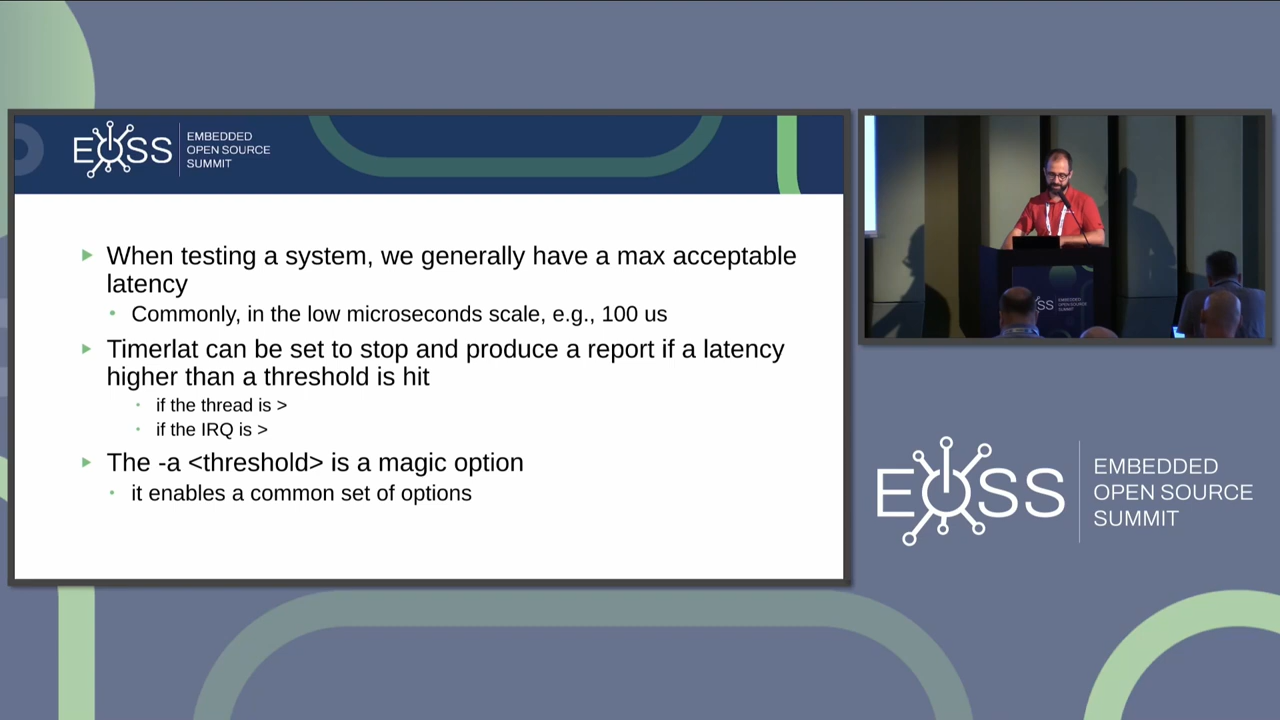 EOSS
EMBEDDED
OPEN SOURCE
SUMMIT
When testing a system, we generally have a max acceptable
latency
Commonly, in the low microseconds scale, e.g., 100 us
Timerlat can be set to stop and produce a report if a latency
higher than a threshold is hit
if the thread is >
if the IRQ is >
The -a <threshold> is a magic option
it enables a common set of options
EOSS
EMBEDDED
OPEN SOURCE
SUMMIT